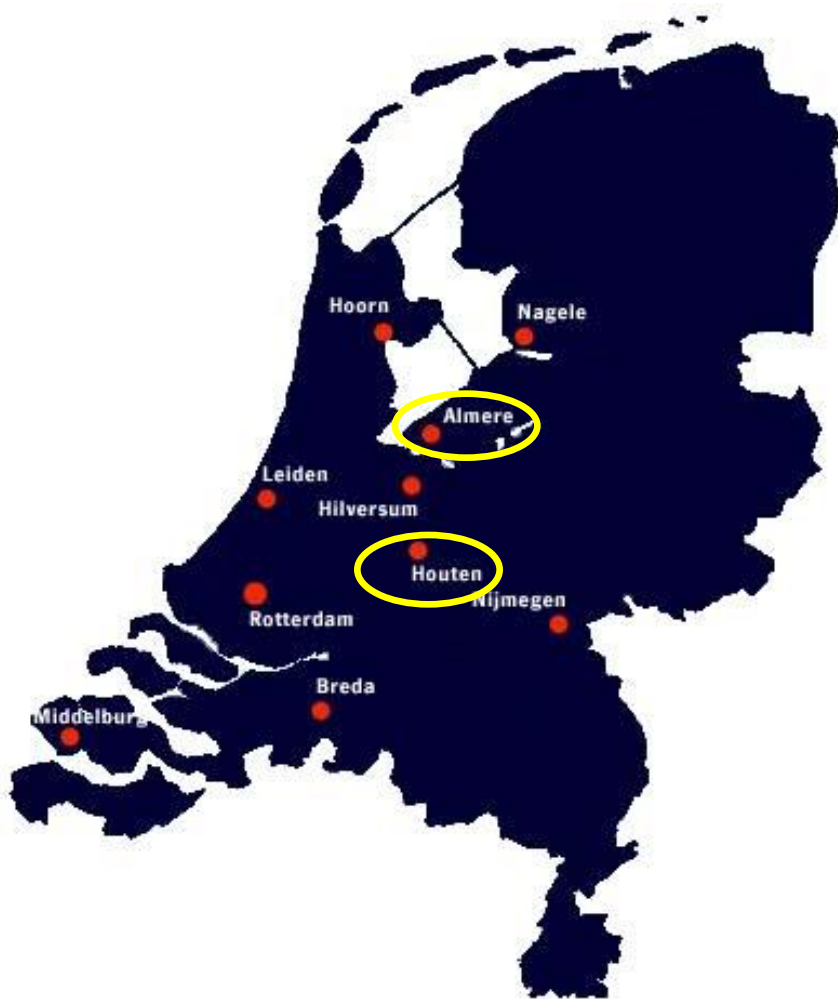 Hoorn
Nagele
Almere
Leiden
Hilversum
Houten
Nijmegen
Rotterdam
Breda
Middelburg